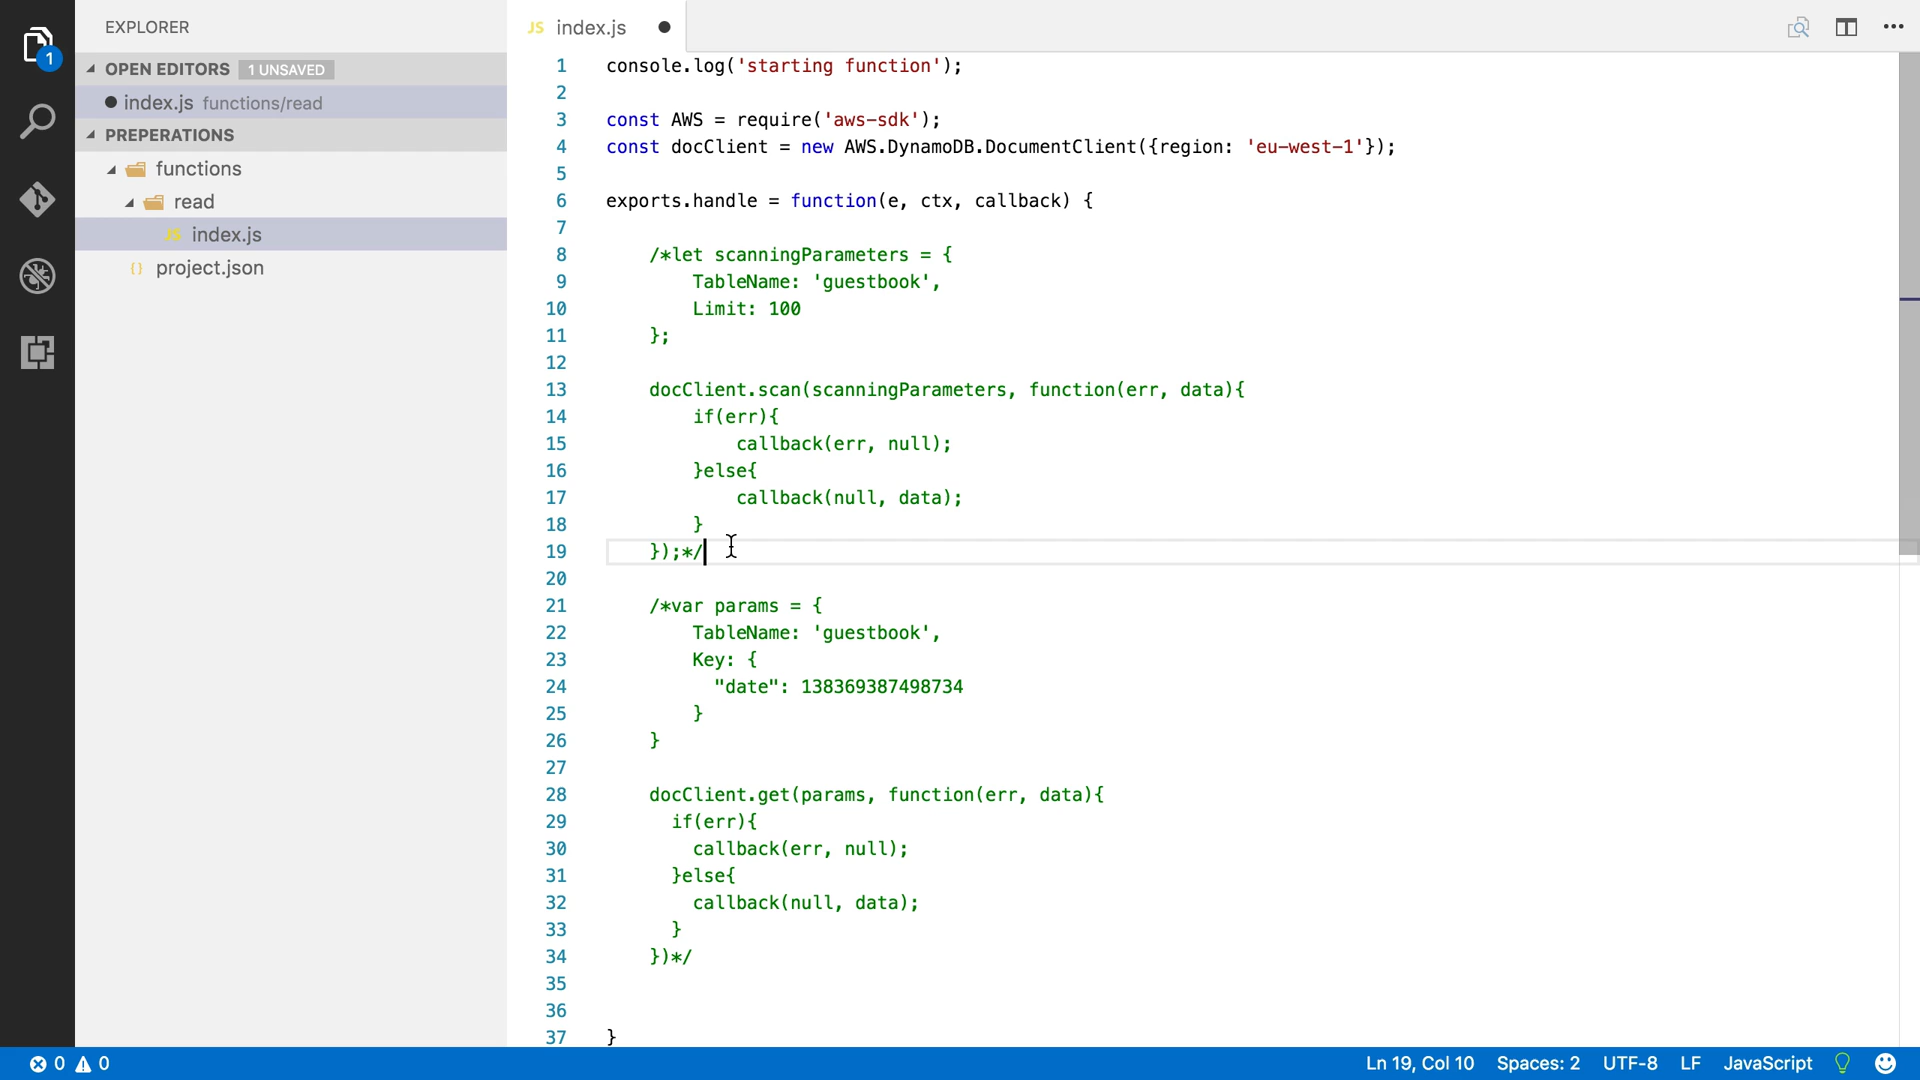 EXPLORER
OPEN EDITORS 1 UNSAVED
index.js functions/read
PREPERATIONS
functions
read
JS index.js
{} project.json
1
JS index.js
1 console.log('starting function');
2
3 const AWS = require('aws-sdk');
4 const docClient = new AWS.DynamoDB.DocumentClient({region: 'eu-west-1'});
5
6 exports.handle = function(e, ctx, callback) {
7
8 /*let scanningParameters = {
9 TableName: 'guestbook',
10 Limit: 100
11 };
12
13 docClient.scan(scanningParameters, function(err, data){
14 if(err){
15 callback(err, null);
16 }else{
17 callback(null, data);
18 }
19 });*/
20
21 /*var params = {
22 TableName: 'guestbook',
23 Key: {
24 "date": 138369387498734
25 }
26 }
27
28 docClient.get(params, function(err, data){
29 if(err){
30 callback(err, null);
31 }else{
32 callback(null, data);
33 }
34 })*/
35
36
37 }
0 0 Ln 19, Col 10 Spaces: 2 UTF-8 LF JavaScript